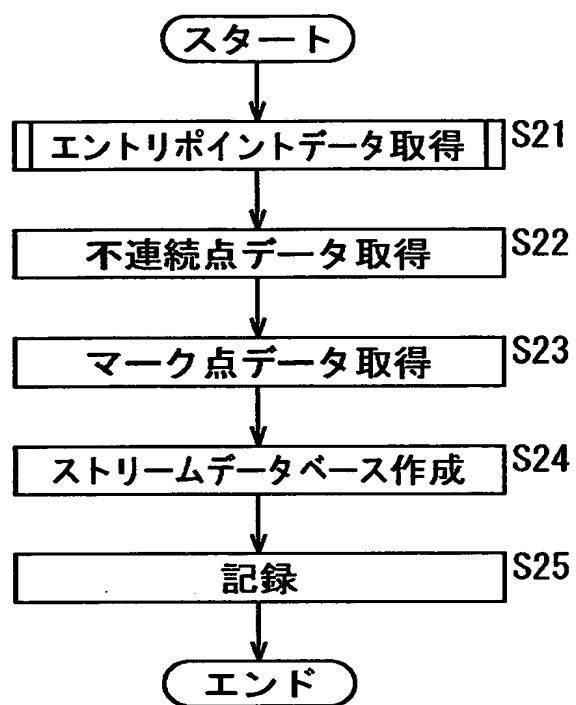 スタート
エントリポイントデータ取得 S21
不連続点データ取得 S22
マーク点データ取得 S23
ストリームデータベース作成 S24
記録 S25
エンド